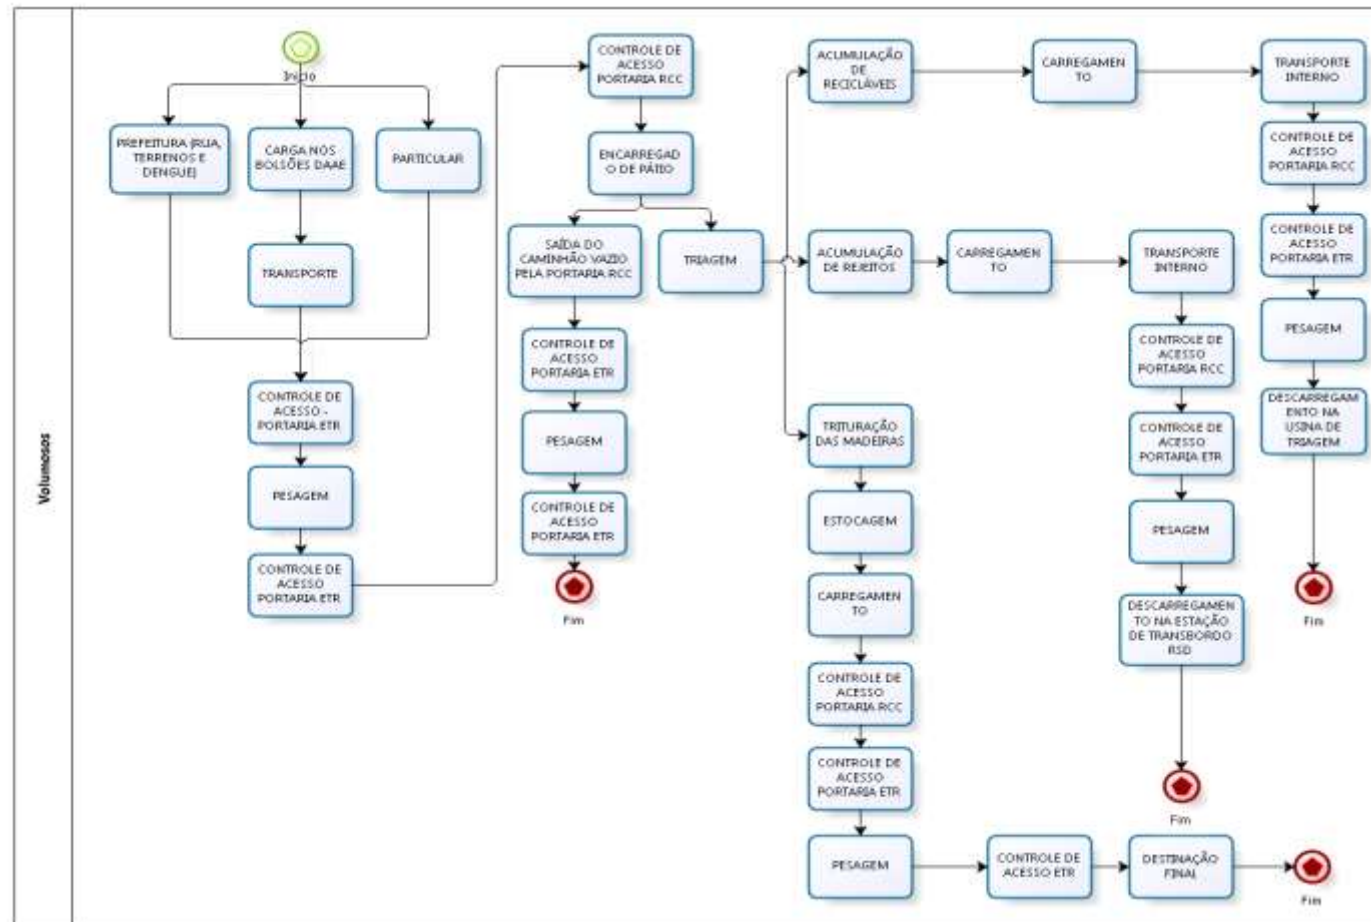 Volumosos
Início
PREFEITURA (RUA,
TERRENOS E
DENGUE)
CARGA NOS
BOLSÕES DAAE
PARTICULAR
TRANSPORTE
CONTROLE DE
ACESSO -
PORTARIA ETR
PESAGEM
CONTROLE DE
ACESSO
PORTARIA ETR
CONTROLE DE
ACESSO
PORTARIA RCC
ENCARREGAD
O DE PÁTIO
SAÍDA DO
CAMINHÃO VAZIO
PELA PORTARIA RCC
CONTROLE DE
ACESSO
PORTARIA ETR
PESAGEM
CONTROLE DE
ACESSO
PORTARIA ETR
Fim
TRIAGEM
ACUMULAÇÃO
DE
RECICLÁVEIS
CARREGAMEN
TO
TRANSPORTE
INTERNO
CONTROLE DE
ACESSO
PORTARIA RCC
CONTROLE DE
ACESSO
PORTARIA ETR
PESAGEM
DESCARREGAM
ENTO NA
USINA DE
TRIAGEM
Fim
ACUMULAÇÃO
DE REJEITOS
CARREGAMEN
TO
TRANSPORTE
INTERNO
CONTROLE DE
ACESSO
PORTARIA RCC
CONTROLE DE
ACESSO
PORTARIA ETR
PESAGEM
DESCARREGAMEN
TO NA ESTAÇÃO
DE TRANSBORDO
RSD
Fim
TRITURAÇÃO
DAS MADEIRAS
ESTOCAGEM
CARREGAMEN
TO
CONTROLE DE
ACESSO
PORTARIA RCC
CONTROLE DE
ACESSO
PORTARIA ETR
PESAGEM
CONTROLE DE
ACESSO ETR
DESTINAÇÃO
FINAL
Fim